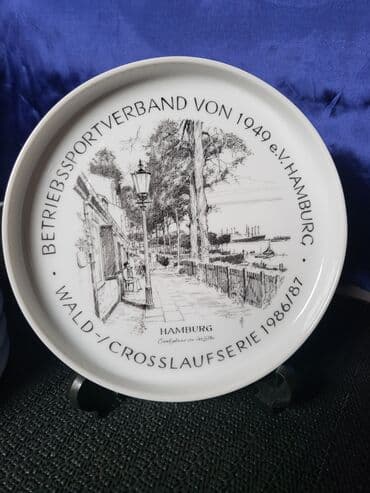 BETRIEBSSPORTVERBAND VON 1949 e.V. HAMBURG
HAMBURG
WALD-/CROSSLAUFSERIE 1986/87